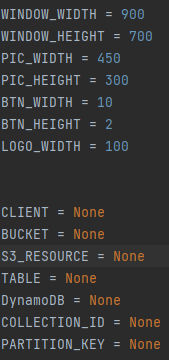 WINDOW_WIDTH = 900
WINDOW_HEIGHT = 700
PIC_WIDTH = 450
PIC_HEIGHT = 300
BTN_WIDTH = 10
BTN_HEIGHT = 2
LOGO_WIDTH = 100
CLIENT = None
BUCKET = None
S3_RESOURCE = None
TABLE = None
DynamoDB = None
COLLECTION_ID = None
PARTITION_KEY = None